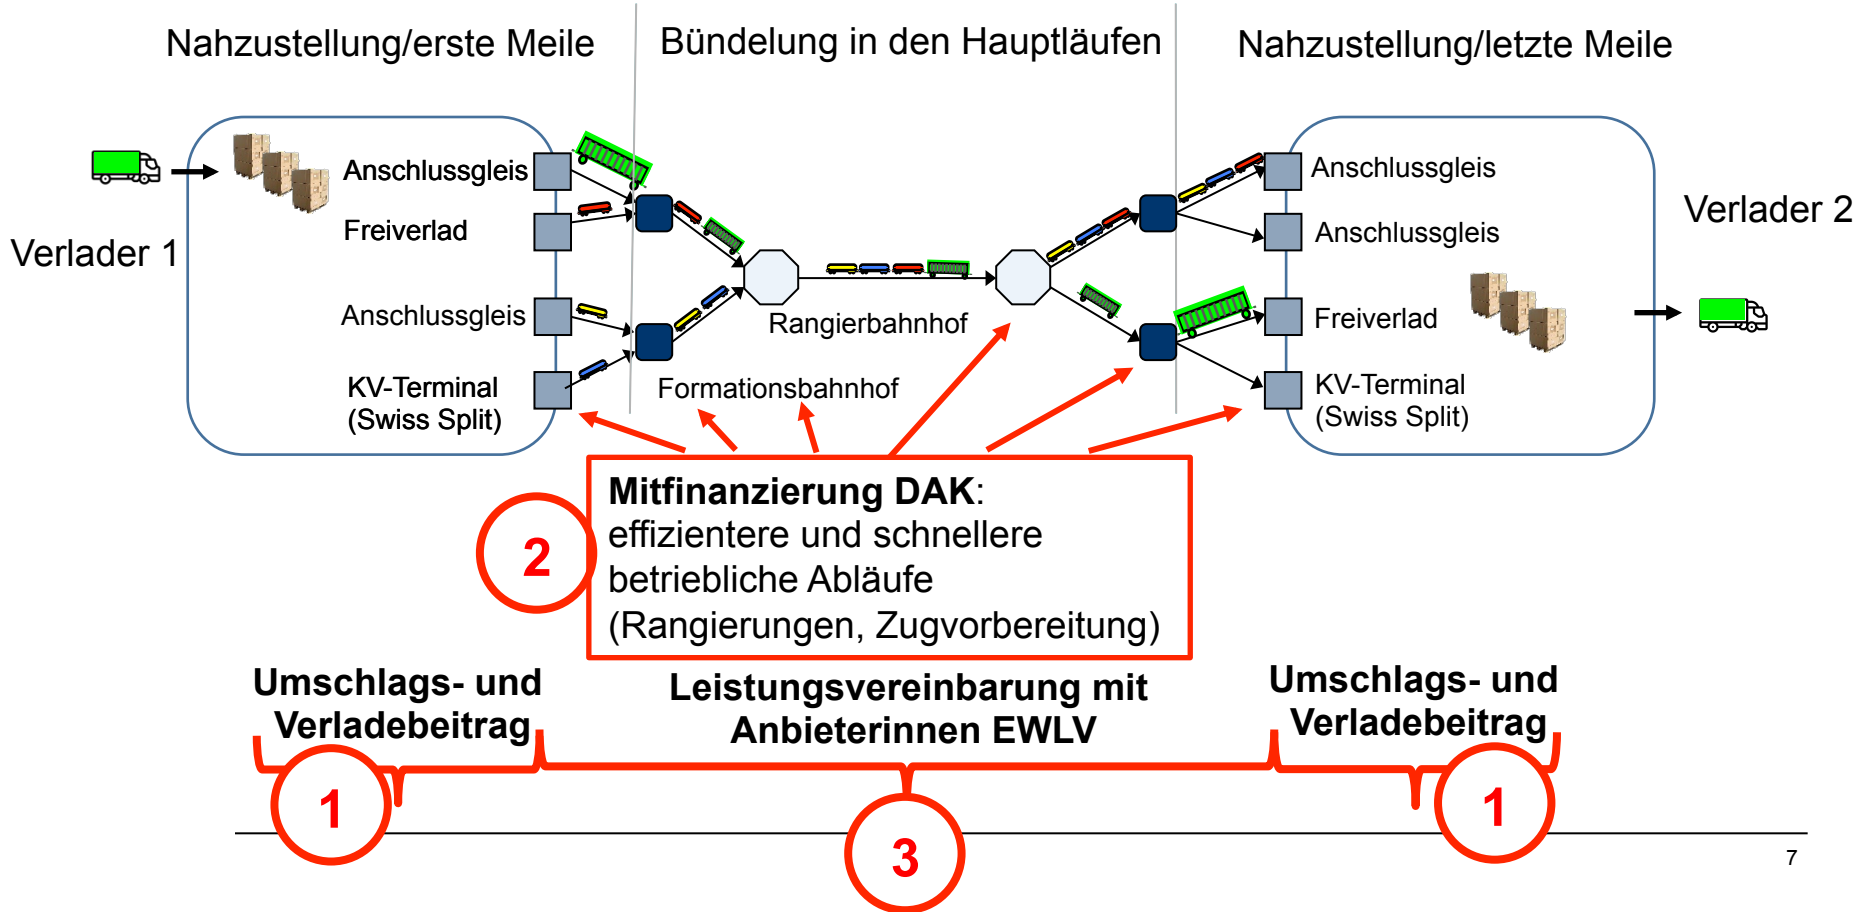 Nahzustellung/erste Meile
Bündelung in den Hauptläufen
Nahzustellung/letzte Meile
Verlader 1
Anschlussgleis
Freiverlad
Anschlussgleis
KV-Terminal
(Swiss Split)
Rangierbahnhof
Formationsbahnhof
Anschlussgleis
Anschlussgleis
Freiverlad
KV-Terminal
(Swiss Split)
Verlader 2
2
Mitfinanzierung DAK:
effizientere und schnellere
betriebliche Abläufe
(Rangierungen, Zugvorbereitung)
Umschlags- und
Verladebeitrag
Leistungsvereinbarung mit
Anbieterinnen EWLV
Umschlags- und
Verladebeitrag
1
3
1
7